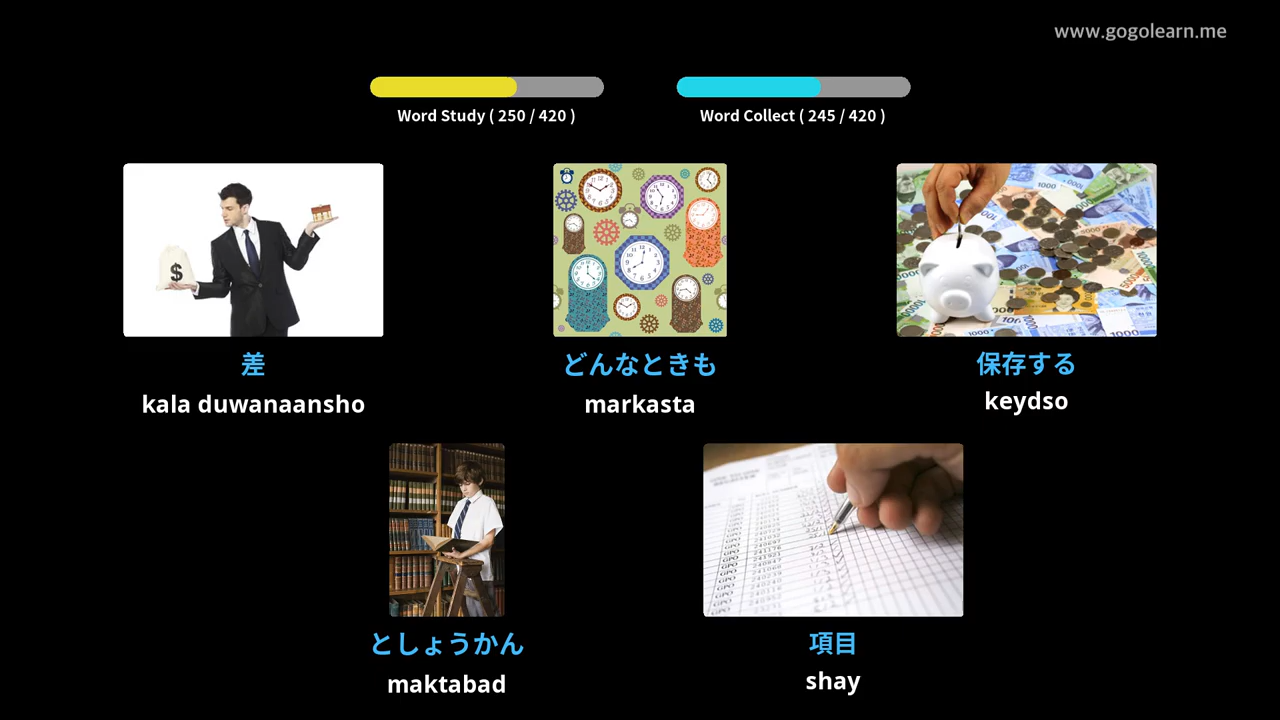 www.gogolearn.me
Word Study ( 250 / 420 )
Word Collect ( 245 / 420 )
差
kala duwanaansho
どんなときも
markasta
保存する
keydso
としょうかん
maktabad
項目
shay